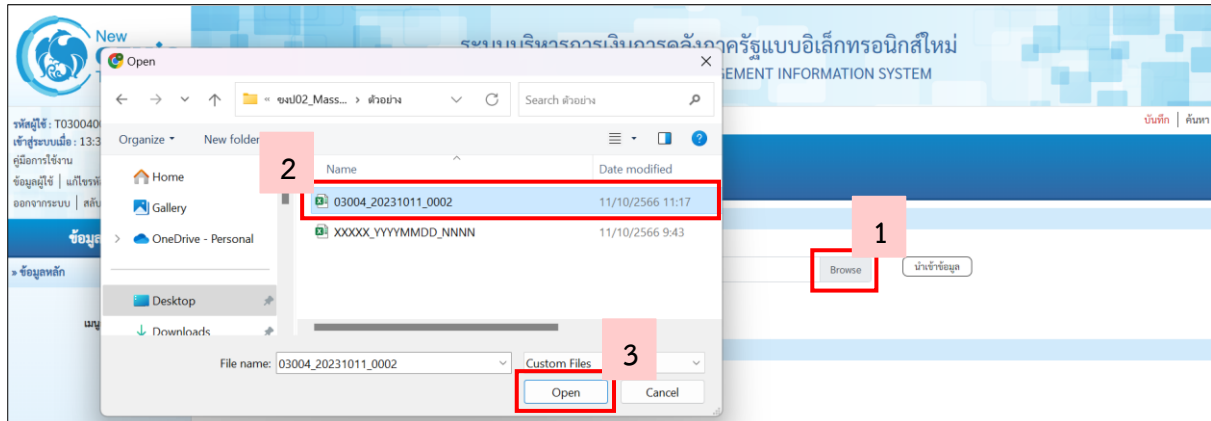 New
ระบบบริหารการเงินการคลังภาครัฐแบบอิเล็กทรอนิกส์ใหม่
EMENT INFORMATION SYSTEM
Open
ขงป02_Mass... › ตัวอย่าง
Search ตัวอย่าง
รหัสผู้ใช้ : T030040
บันทึก | ค้นหา
เข้าสู่ระบบเมื่อ : 13:3
Organize
New folder
คู่มือการใช้งาน
2
Name
Date modified
ข้อมูลผู้ใช้ | แก้ไขรหั
Home
03004_20231011_0002
11/10/2566 11:17
ออกจากระบบ | สลับ
Gallery
XXXXX_YYYYMMDD_NNNN
11/10/2566 9:43
1
ข้อมูล
OneDrive - Personal
» ข้อมูลหลัก
Browse
นำเข้าข้อมูล
Desktop
เมนู
Downloads
3
File name:
03004_20231011_0002
Custom Files
Open
Cancel